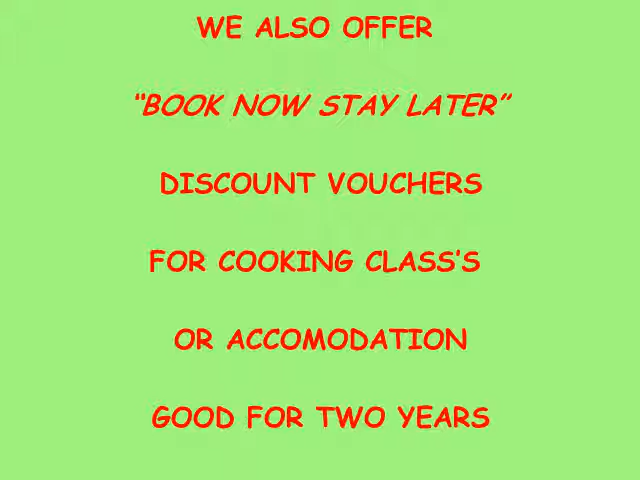 WE ALSO OFFER
"BOOK NOW STAY LATER"
DISCOUNT VOUCHERS
FOR COOKING CLASS'S
OR ACCOMODATION
GOOD FOR TWO YEARS